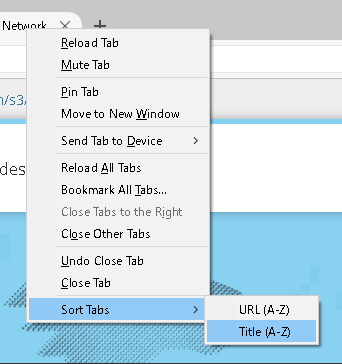 Network
Reload Tab
Mute Tab
Pin Tab
Move to New Window
/s3/
Send Tab to Device
des
Reload All Tabs
Bookmark All Tabs...
Close Tabs to the Right
Close Other Tabs
Undo Close Tab
Close Tab
Sort Tabs
URL (A-Z)
Title (A-Z)